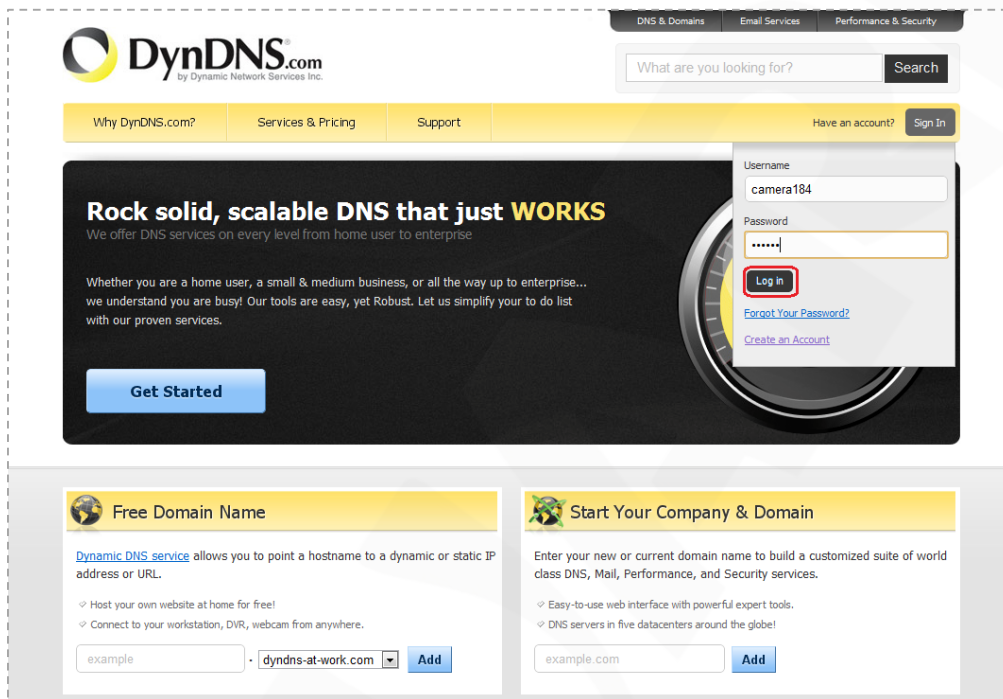 DNS & Domains Email Services Performance & Security
DynDNS.com
by Dynamic Network Services Inc.
What are you looking for? Search
Why DynDNS.com? Services & Pricing Support Have an account? Sign In
Username
camera184
Password
••••••
Log in
Forgot Your Password?
Create an Account
Rock solid, scalable DNS that just WORKS
We offer DNS services on every level from home user to enterprise
Whether you are a home user, a small & medium business, or all the way up to enterprise...
we understand you are busy! Our tools are easy, yet Robust. Let us simplify your to do list
with our proven services.
Get Started
Free Domain Name
Dynamic DNS service allows you to point a hostname to a dynamic or static IP
address or URL.
Host your own website at home for free!
Connect to your workstation, DVR, webcam from anywhere.
example . dyndns-at-work.com Add
Start Your Company & Domain
Enter your new or current domain name to build a customized suite of world
class DNS, Mail, Performance, and Security services.
Easy-to-use web interface with powerful expert tools.
DNS servers in five datacenters around the globe!
example.com Add